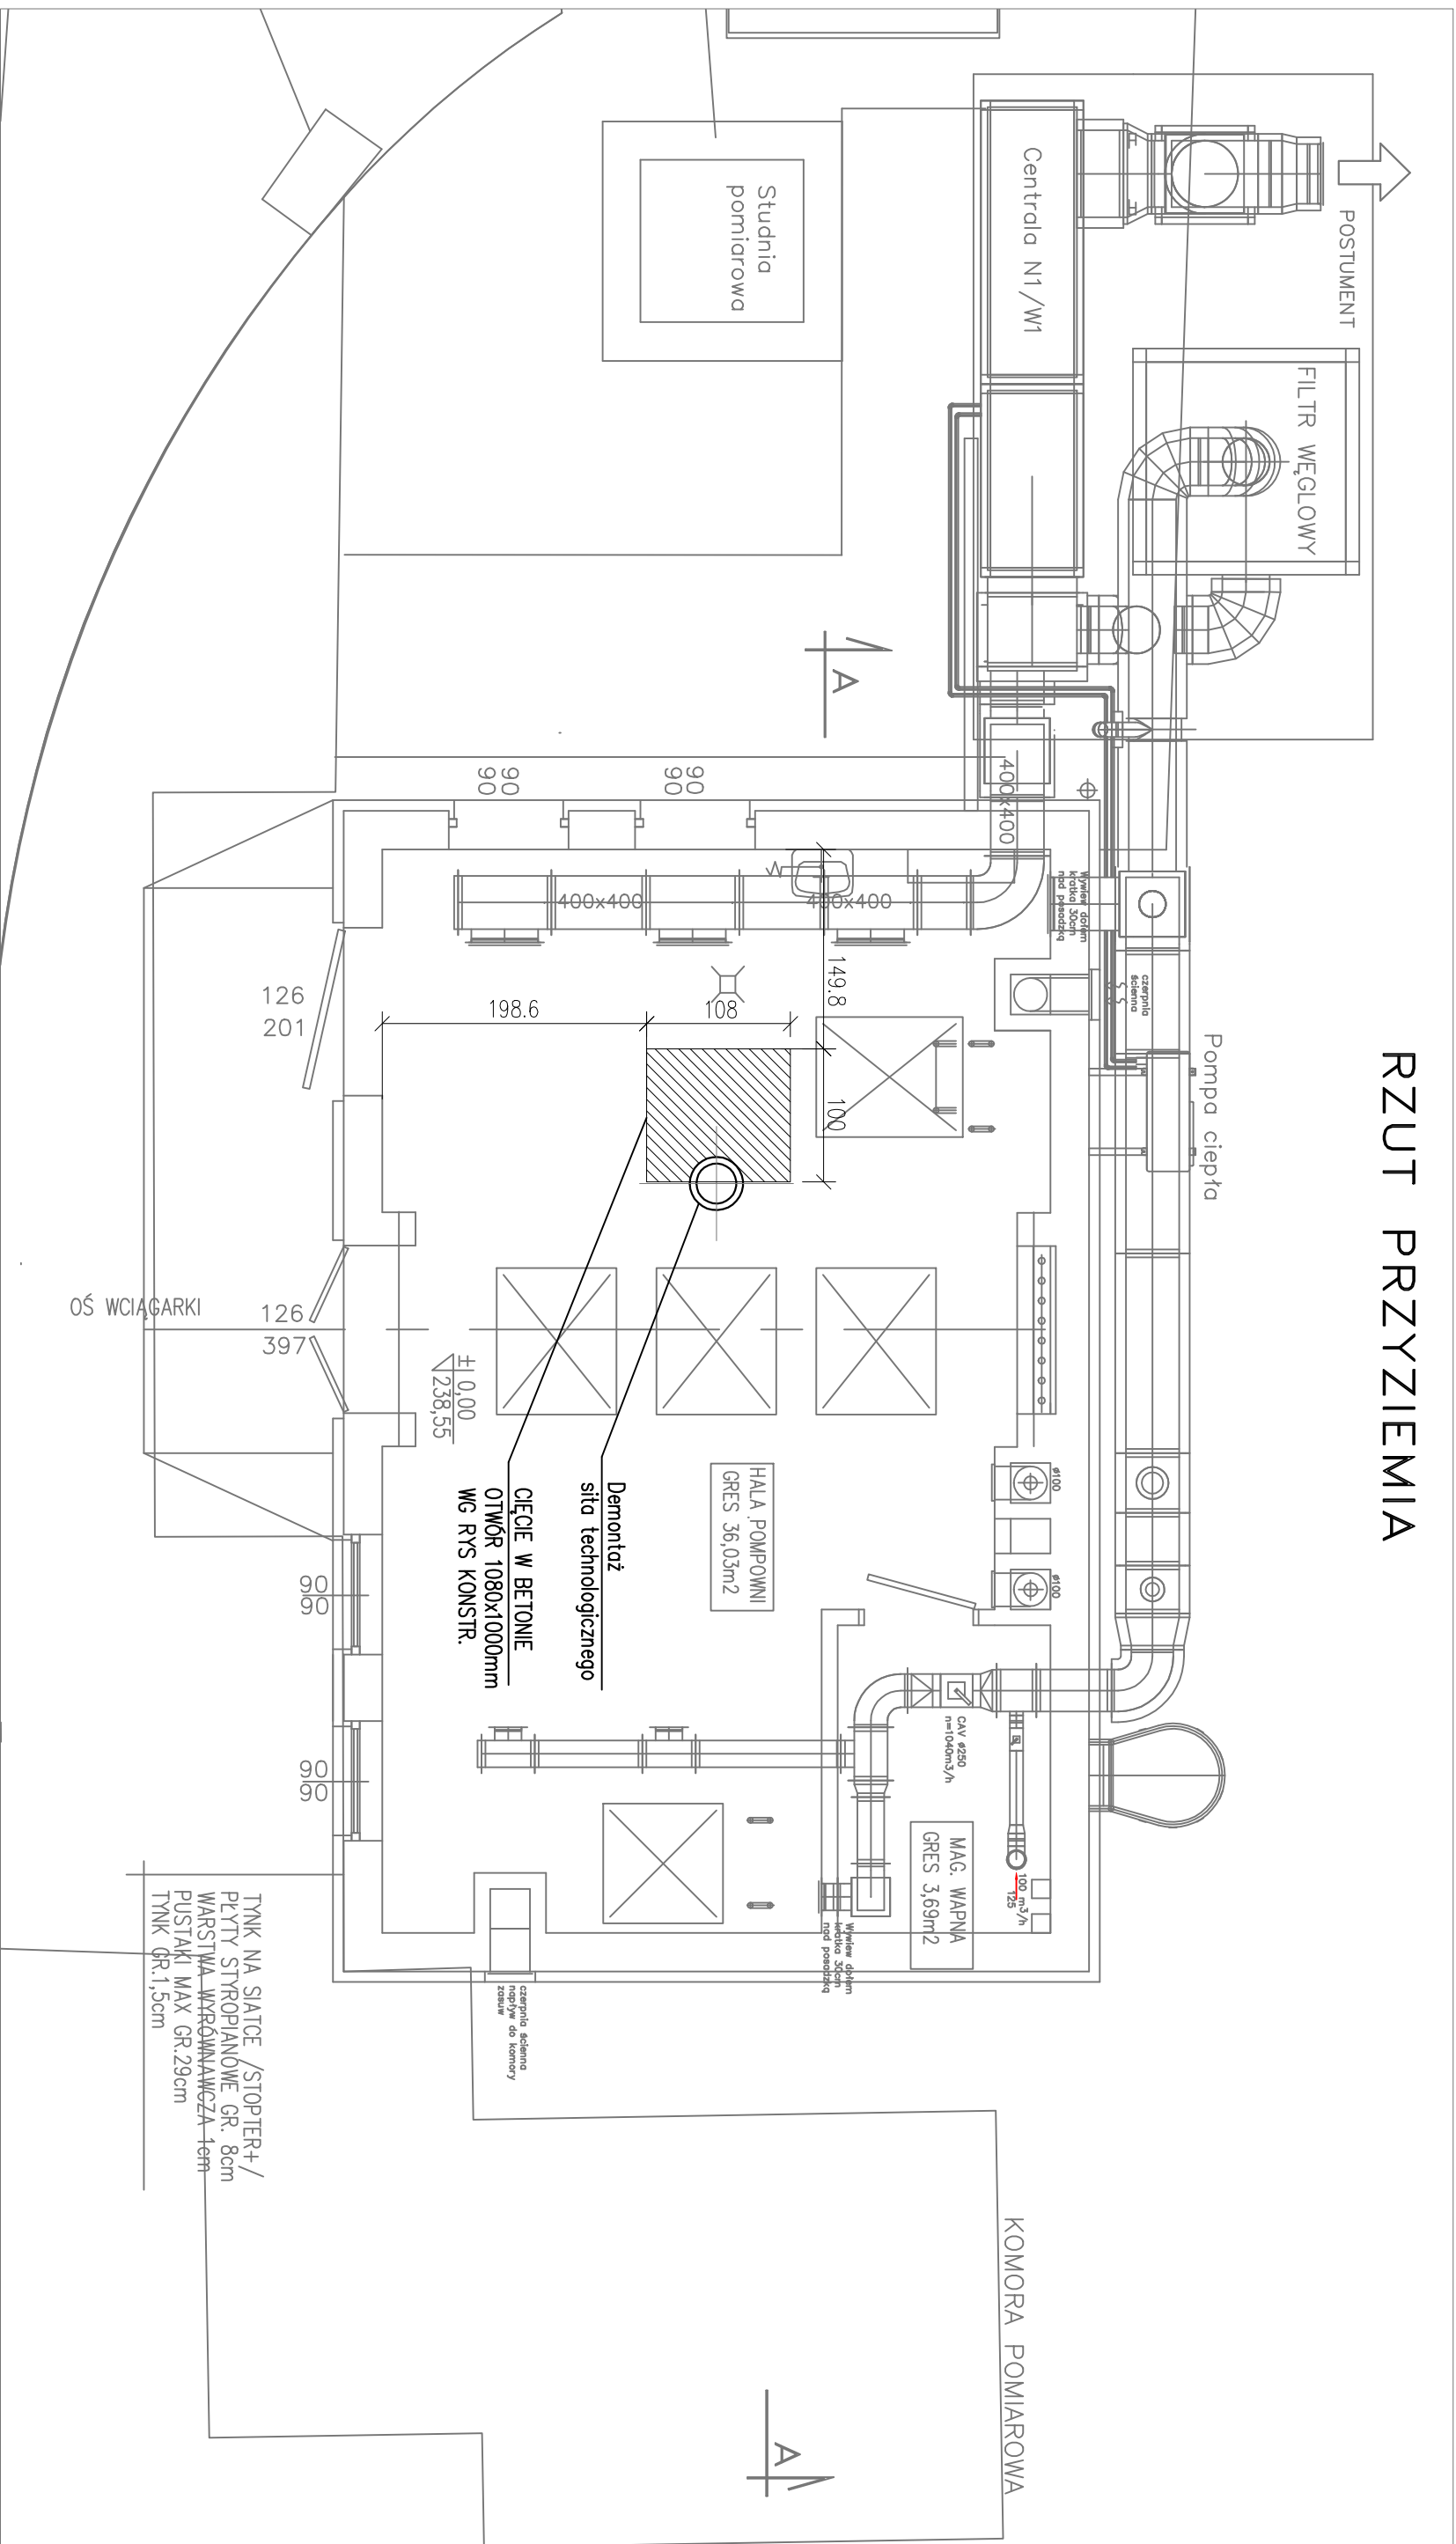 RZUT PRZYZIEMIA
POSTUMENT
FILTR WĘGLOWY
Centrala N1/W1
Studnia
pomiarowa
Pompa ciepła
czerpnia
ścienna
Wywiew dołem
kratka 30cm
nad posadzką
400x400
400x400
400x400
A
90
90
90
90
149.8
100
198.6
108
126
201
126
397
OŚ WCIĄGARKI
±0,00
238,55
HALA POMPOWNI
GRES 36,03m2
Demontaż
sita technologicznego
CIĘCIE W BETONIE
OTWÓR 1080x1000mm
WG RYS KONSTR.
ø100
ø100
CAV ø250
n=1040m3/h
MAG. WAPNA
GRES 3,69m2
100 m3/h
125
Wywiew dołem
kratka 30cm
nad posadzką
czerpnia ścienna
napływ do komory
zasuw
90
90
90
90
TYNK NA SIATCE /STOPTER+/
PŁYTY STYROPIANOWE GR. 8cm
WARSTWA WYRÓWNAWCZA 1cm
PUSTAKI MAX GR.29cm
TYNK GR.1,5cm
KOMORA POMIAROWA
A